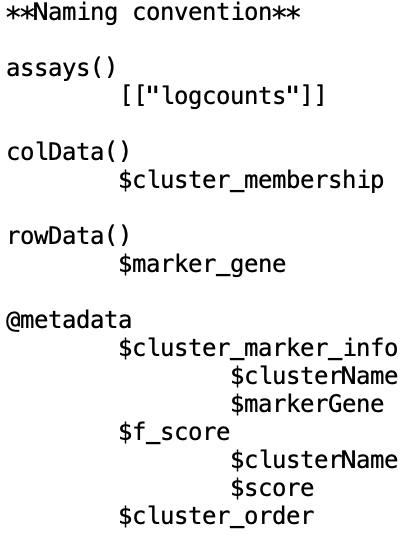 **Naming convention**
assays()
[["logcounts"]]
colData()
$cluster_membership
rowData()
$marker_gene
@metadata
$cluster_marker_info
$clusterName
$markerGene
$f_score
$clusterName
$score
$cluster_order